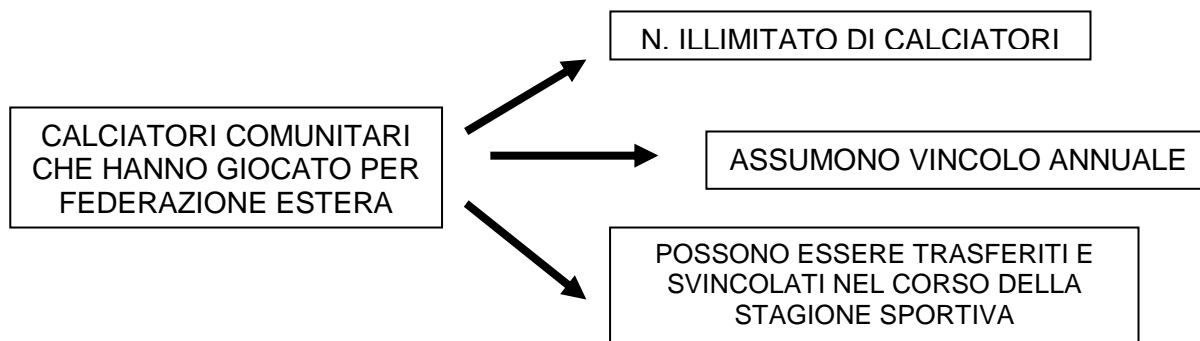 N. ILLIMITATO DI CALCIATORI
CALCIATORI COMUNITARI
CHE HANNO GIOCATO PER
FEDERAZIONE ESTERA
ASSUMONO VINCOLO ANNUALE
POSSONO ESSERE TRASFERITI E
SVINCOLATI NEL CORSO DELLA
STAGIONE SPORTIVA